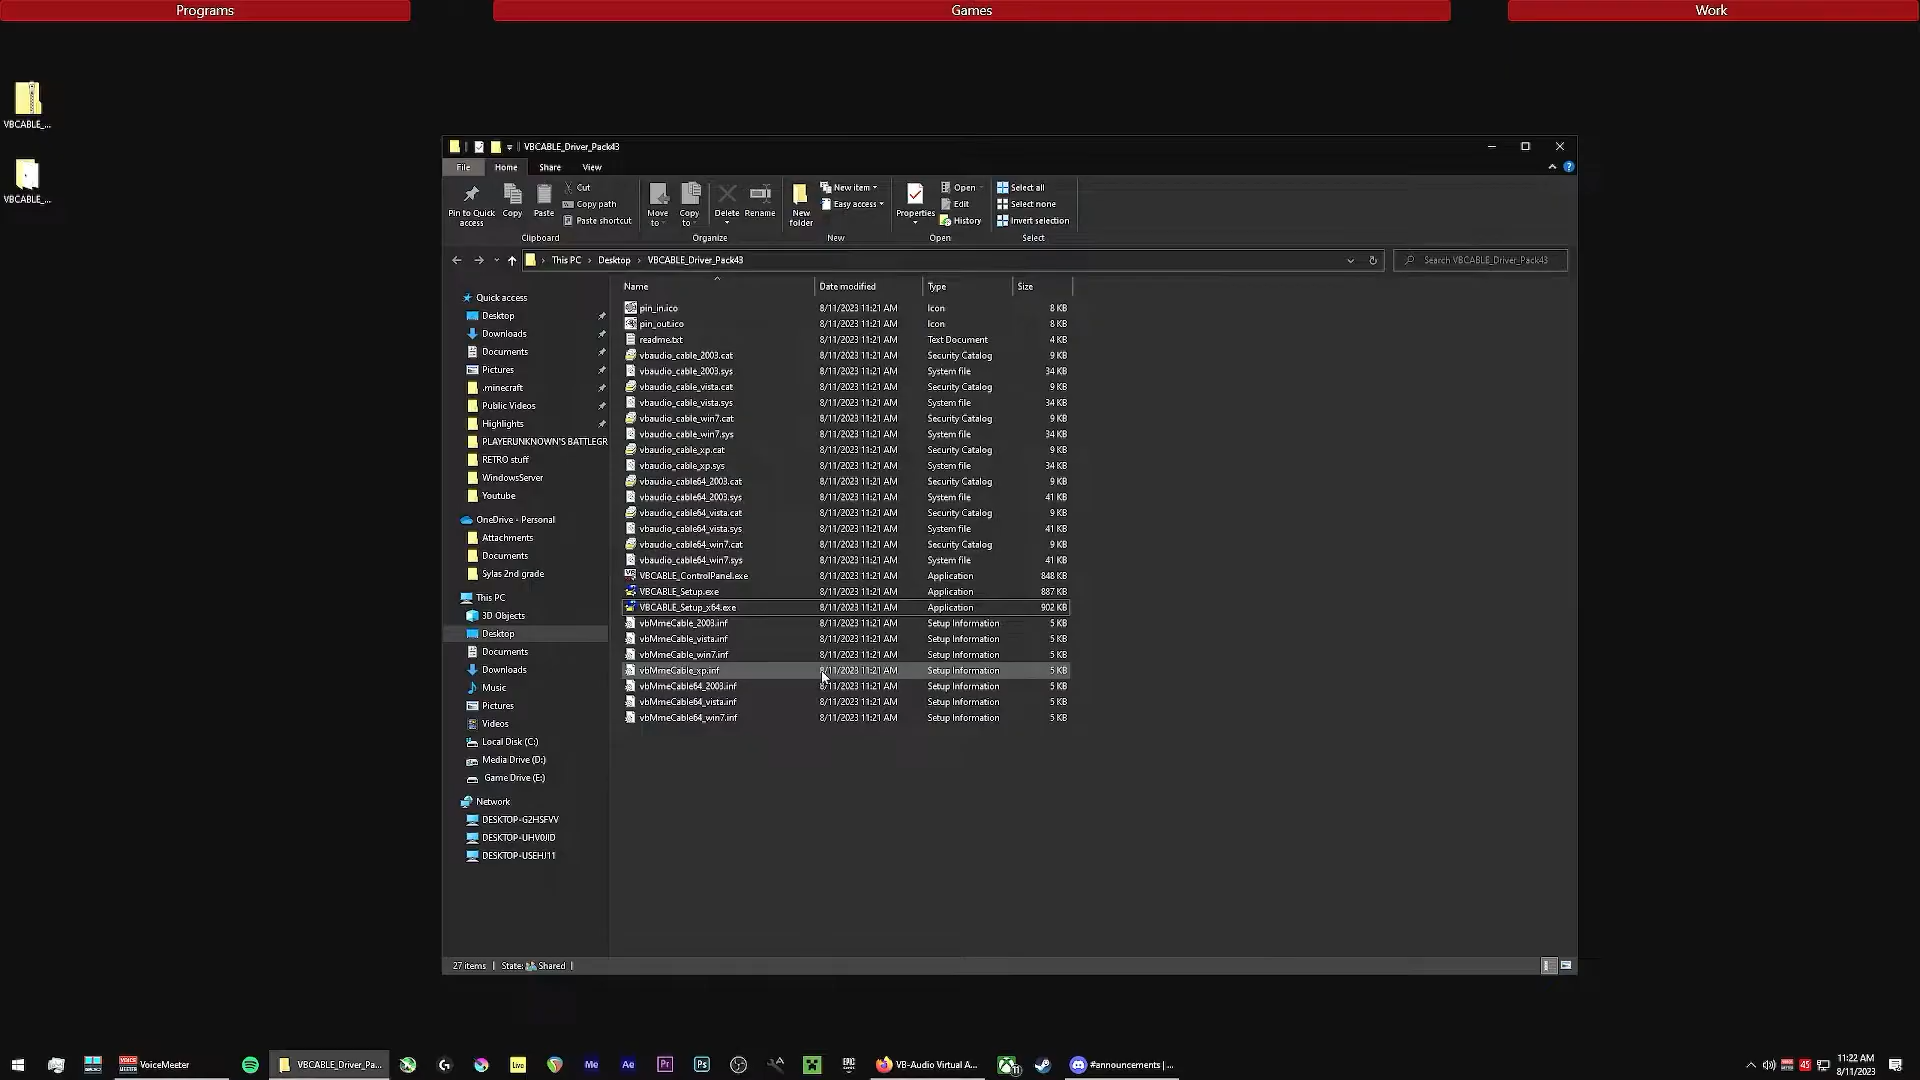 Programs
Games
Work
VBCABLE_...
VBCABLE_...
VBCABLE_Driver_Pack43
File
Home
Share
View
Pin to Quick access
Copy
Paste
Cut
Copy path
Paste shortcut
Clipboard
Move to
Copy to
Delete
Rename
Organize
New folder
New item
Easy access
New
Properties
Open
Edit
History
Open
Select all
Select none
Invert selection
Select
This PC
Desktop
VBCABLE_Driver_Pack43
Search VBCABLE_Driver_Pack43
Quick access
Desktop
Downloads
Documents
Pictures
.minecraft
Public Videos
Highlights
PLAYERUNKNOWN'S BATTLEGR
RETRO stuff
WindowsServer
Youtube
OneDrive - Personal
Attachments
Documents
Sylas 2nd grade
This PC
3D Objects
Desktop
Documents
Downloads
Music
Pictures
Videos
Local Disk (C:)
Media Drive (D:)
Game Drive (E:)
Network
DESKTOP-G2HSFVV
DESKTOP-UHV0JID
DESKTOP-USEHJ11
Name Date modified Type Size
pin_in.ico 8/11/2023 11:21 AM Icon 8 KB
pin_out.ico 8/11/2023 11:21 AM Icon 8 KB
readme.txt 8/11/2023 11:21 AM Text Document 4 KB
vbaudio_cable_2003.cat 8/11/2023 11:21 AM Security Catalog 9 KB
vbaudio_cable_2003.sys 8/11/2023 11:21 AM System file 34 KB
vbaudio_cable_vista.cat 8/11/2023 11:21 AM Security Catalog 9 KB
vbaudio_cable_vista.sys 8/11/2023 11:21 AM System file 34 KB
vbaudio_cable_win7.cat 8/11/2023 11:21 AM Security Catalog 9 KB
vbaudio_cable_win7.sys 8/11/2023 11:21 AM System file 34 KB
vbaudio_cable_xp.cat 8/11/2023 11:21 AM Security Catalog 9 KB
vbaudio_cable_xp.sys 8/11/2023 11:21 AM System file 34 KB
vbaudio_cable64_2003.cat 8/11/2023 11:21 AM Security Catalog 9 KB
vbaudio_cable64_2003.sys 8/11/2023 11:21 AM System file 41 KB
vbaudio_cable64_vista.cat 8/11/2023 11:21 AM Security Catalog 9 KB
vbaudio_cable64_vista.sys 8/11/2023 11:21 AM System file 41 KB
vbaudio_cable64_win7.cat 8/11/2023 11:21 AM Security Catalog 9 KB
vbaudio_cable64_win7.sys 8/11/2023 11:21 AM System file 41 KB
VBCABLE_ControlPanel.exe 8/11/2023 11:21 AM Application 848 KB
VBCABLE_Setup.exe 8/11/2023 11:21 AM Application 887 KB
VBCABLE_Setup_x64.exe 8/11/2023 11:21 AM Application 902 KB
vbMmeCable_2003.inf 8/11/2023 11:21 AM Setup Information 5 KB
vbMmeCable_vista.inf 8/11/2023 11:21 AM Setup Information 5 KB
vbMmeCable_win7.inf 8/11/2023 11:21 AM Setup Information 5 KB
vbMmeCable_xp.inf 8/11/2023 11:21 AM Setup Information 5 KB
vbMmeCable64_2003.inf 8/11/2023 11:21 AM Setup Information 5 KB
vbMmeCable64_vista.inf 8/11/2023 11:21 AM Setup Information 5 KB
vbMmeCable64_win7.inf 8/11/2023 11:21 AM Setup Information 5 KB
27 items
State: Shared
VoiceMeeter
VBCABLE_Driver_Pa...
Live
Me
Ae
Pr
Ps
VB-Audio Virtual A...
#announcements | ...
45
11:22 AM
8/11/2023